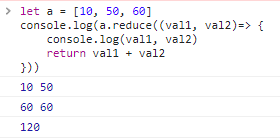 let a = [10, 50, 60]
console.log(a.reduce((val1, val2)=> {
    console.log(val1, val2)
    return val1 + val2
}))
10 50
60 60
120